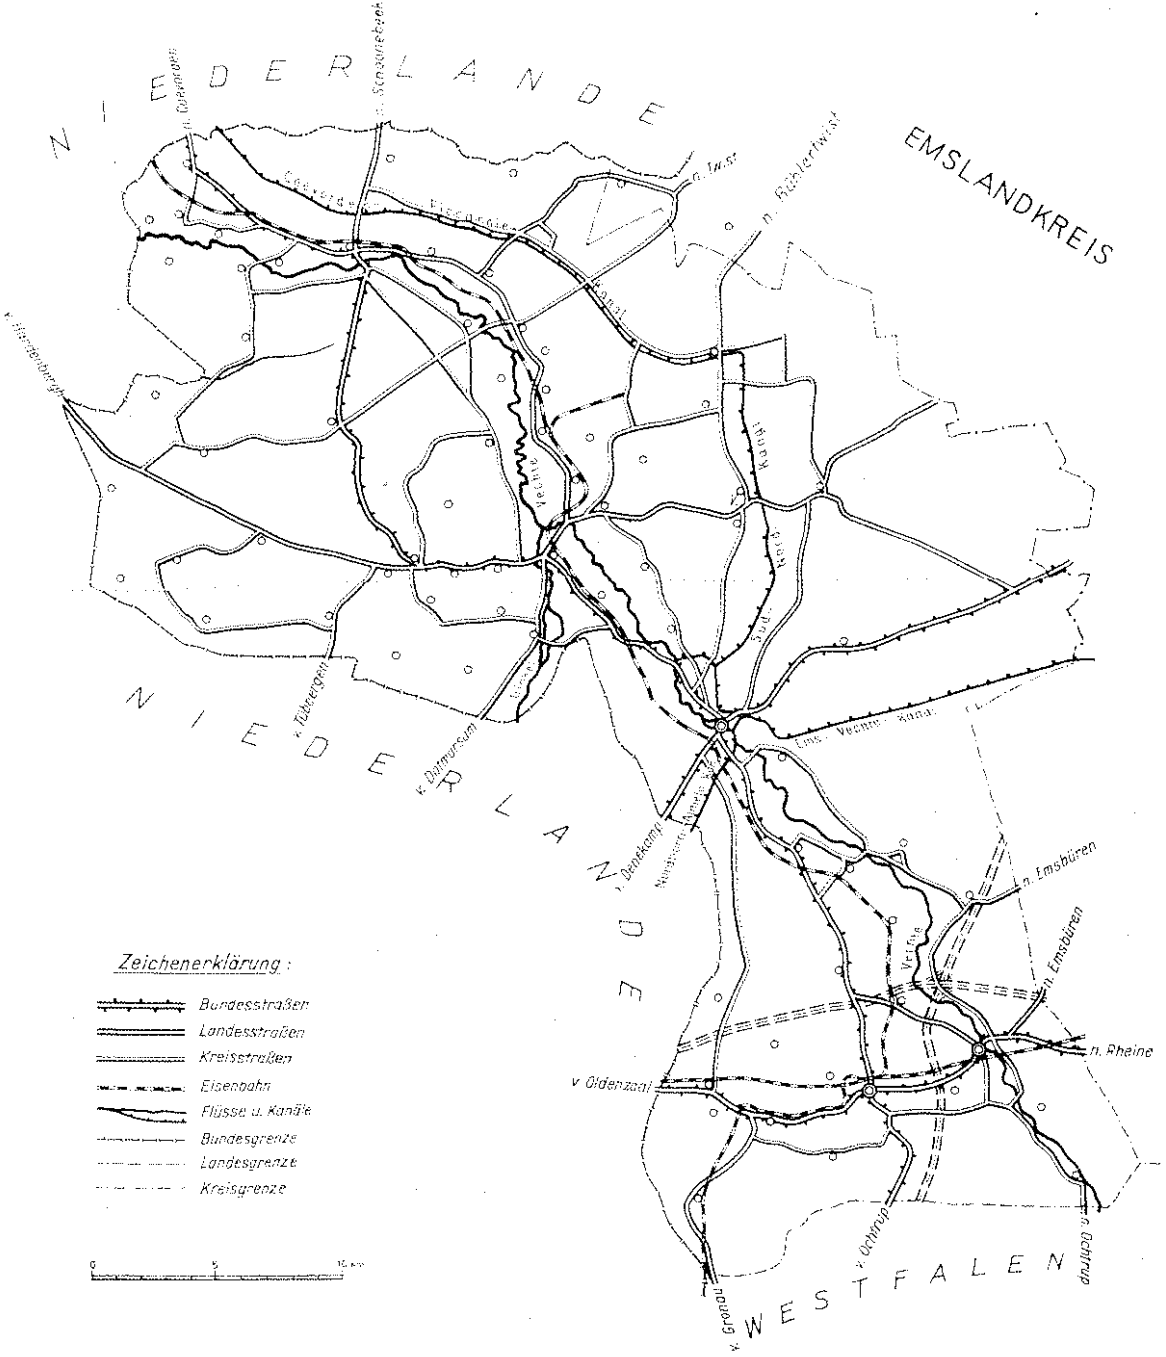 NIEDERLANDE
EMSLANDKREIS
n. Coevorden
n. Schoonebeek
n. Twist
n. Rühlertwist
Coevorden-
Piccardie-
Kanal
v. Hardenbergh
Vechte
Süd-
Nord-
Kanal
v. Tübbergen
v. Ootmarsum
Ems-Vechte-Kanal
NIEDERLANDE
v. Denekamp
n. Emsbüren
n. Emsbüren
Vechte
n. Rheine
v. Oldenzaal
v. Ochtrup
n. Ochtrup
v. Gronau
WESTFALEN
Zeichenerklärung:
Bundesstraßen
Landesstraßen
Kreisstraßen
Eisenbahn
Flüsse u. Kanäle
Bundesgrenze
Landesgrenze
Kreisgrenze
0 5 10 km